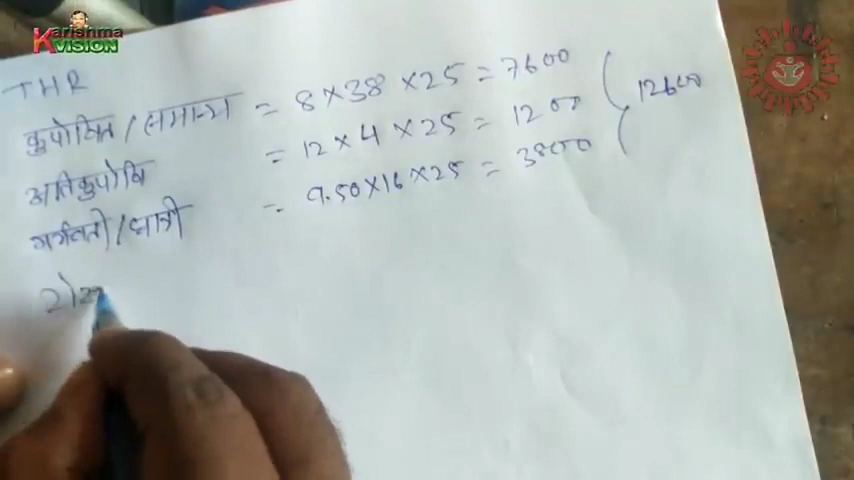 Karishma
VISION
THR
कुपोषित / सामान्य = 8 × 38 × 25 = 7600
अतिकुपोषि = 12 × 4 × 25 = 1200
गर्भवती / धात्री = 9.50 × 16 × 25 = 3800
12600
2)